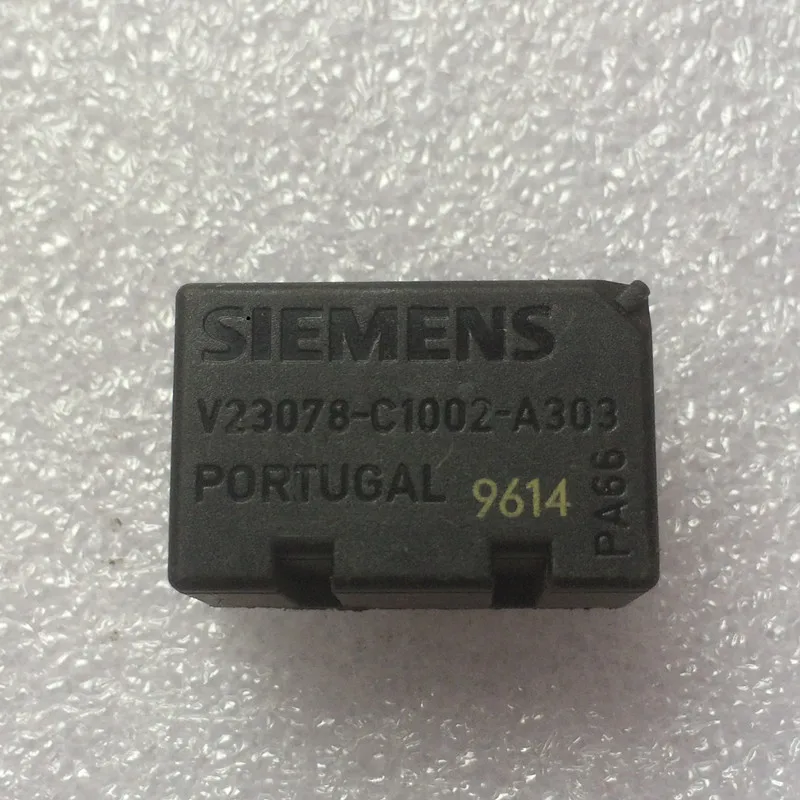 SIEMENS
V23078-C1002-A303
PORTUGAL 9614
PA66